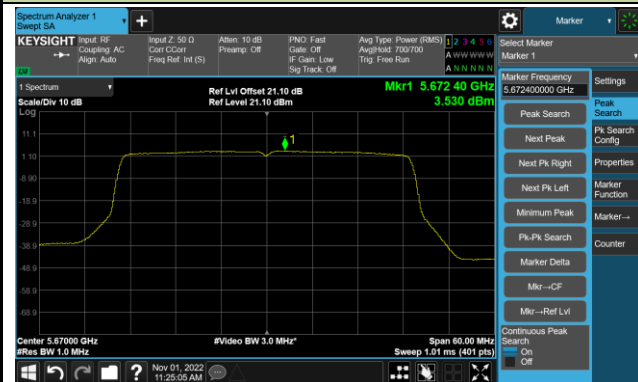 Spectrum Analyzer 1
Swept SA
Marker
KEYSIGHT
Input: RF
Coupling: AC
Align: Auto
Input Z: 50 Ω
Corr CCorr
Freq Ref: Int (S)
Atten: 10 dB
Preamp: Off
PNO: Fast
Gate: Off
IF Gain: Low
Sig Track: Off
Avg Type: Power (RMS)
Avg|Hold: 700/700
Trig: Free Run
1 2 3 4 5 6
A W W W W W
A N N N N N
LXI
Select Marker
Marker 1
1 Spectrum
Scale/Div 10 dB
Log
Ref Lvl Offset 21.10 dB
Ref Level 21.10 dBm
Mkr1 5.672 40 GHz
3.530 dBm
Marker Frequency
5.672400000 GHz
Settings
Peak Search
Next Peak
Next Pk Right
Next Pk Left
Minimum Peak
Pk-Pk Search
Marker Delta
Mkr→CF
Mkr→Ref Lvl
Continuous Peak
Search
On
Off
Peak
Search
Pk Search
Config
Properties
Marker
Function
Marker→
Counter
1
11.1
1.10
-8.90
-18.9
-28.9
-38.9
-48.9
-58.9
-68.9
Center 5.67000 GHz
#Res BW 1.0 MHz
#Video BW 3.0 MHz*
Span 60.00 MHz
Sweep 1.01 ms (401 pts)
?
Nov 01, 2022
11:25:05 AM